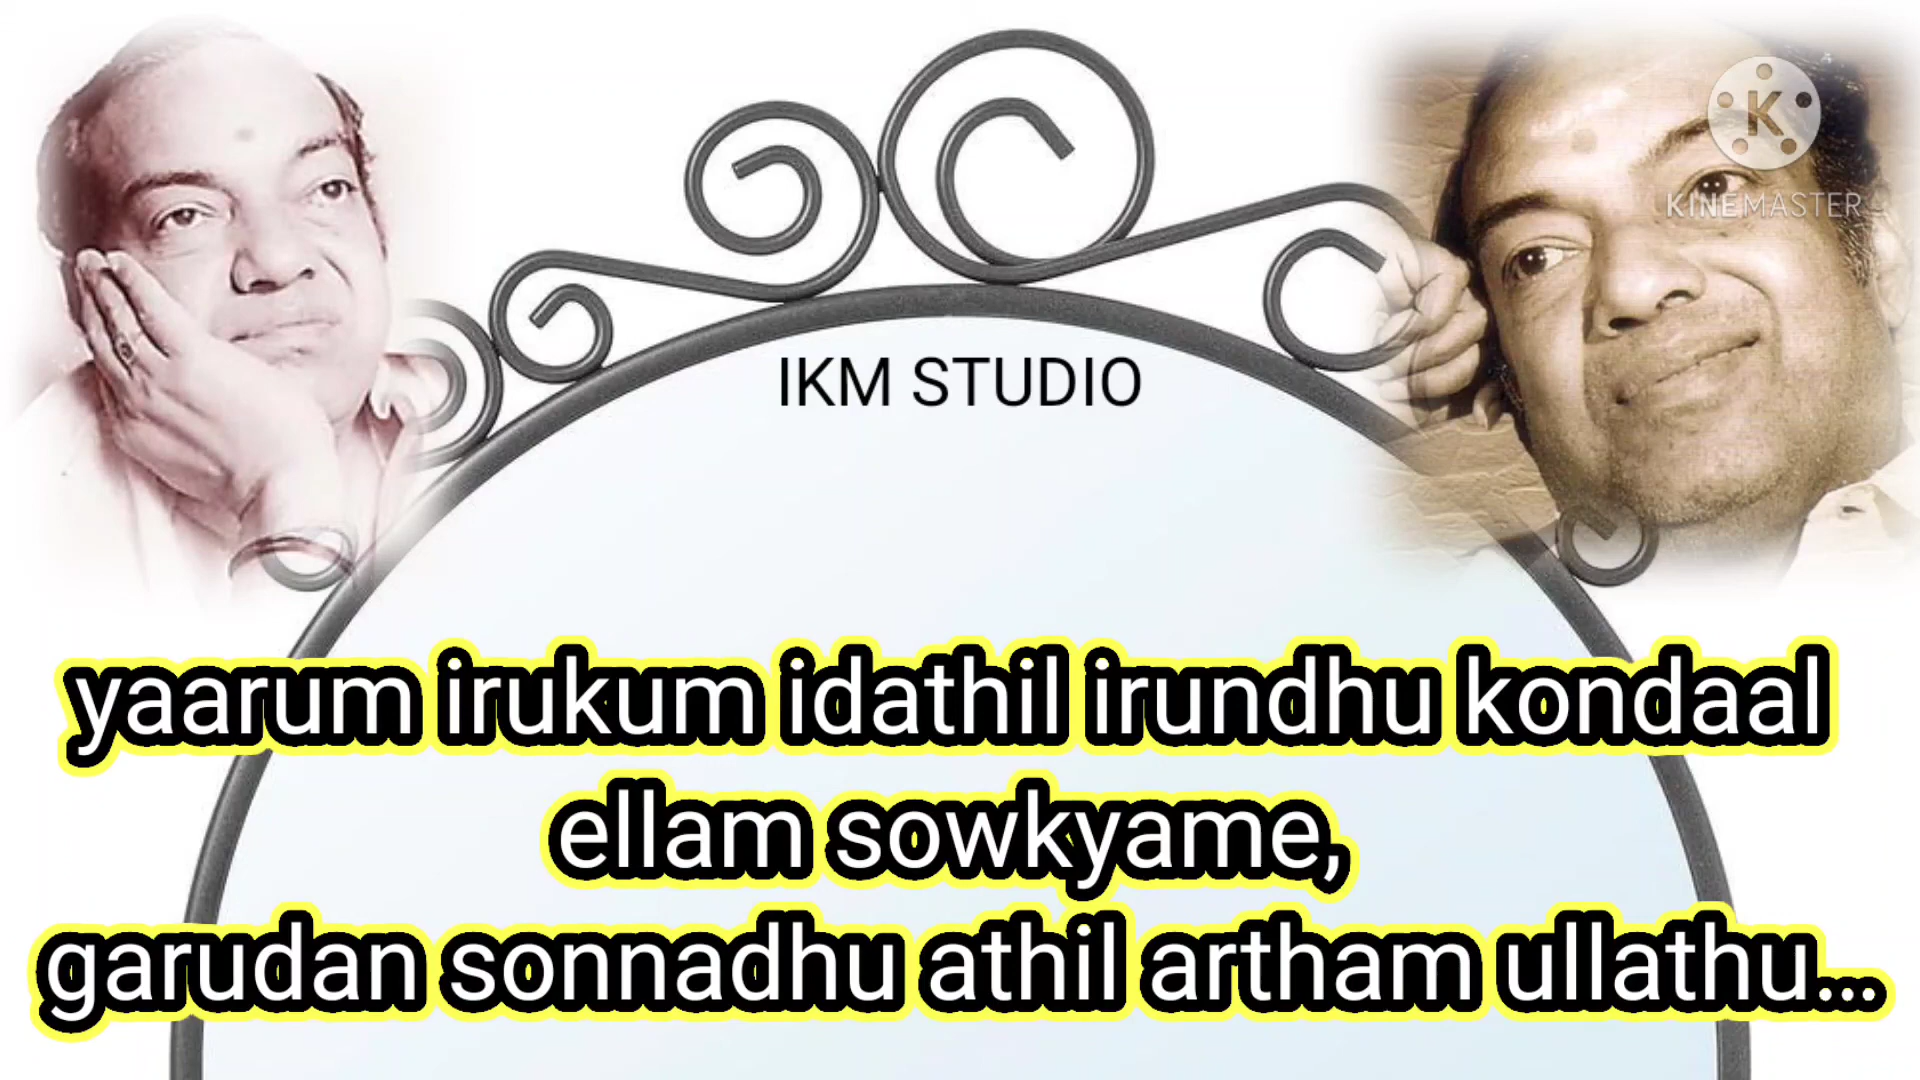 K
KINEMASTER
IKM STUDIO
yaarum irukum idathil irundhu kondaal
ellam sowkyame,
garudan sonnadhu athil artham ullathu...